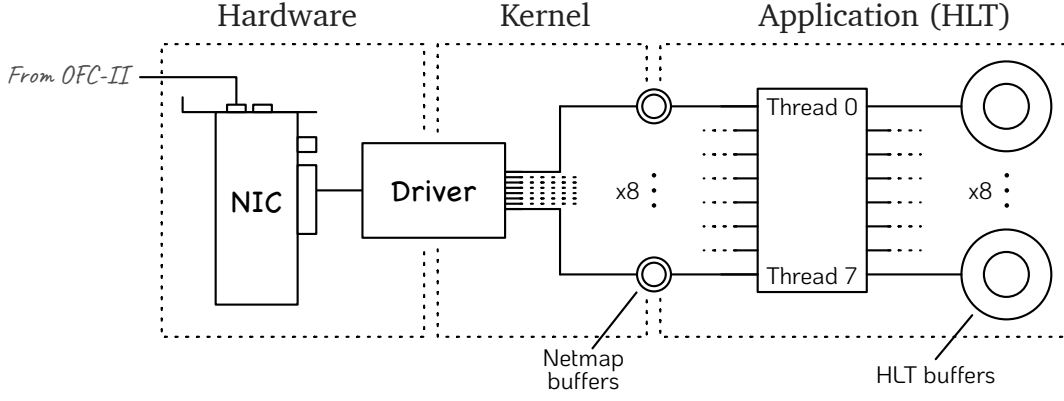 Hardware
Kernel
Application (HLT)
From OFC-II
NIC
Driver
x8
Thread 0
Thread 7
x8
Netmap
buffers
HLT buffers